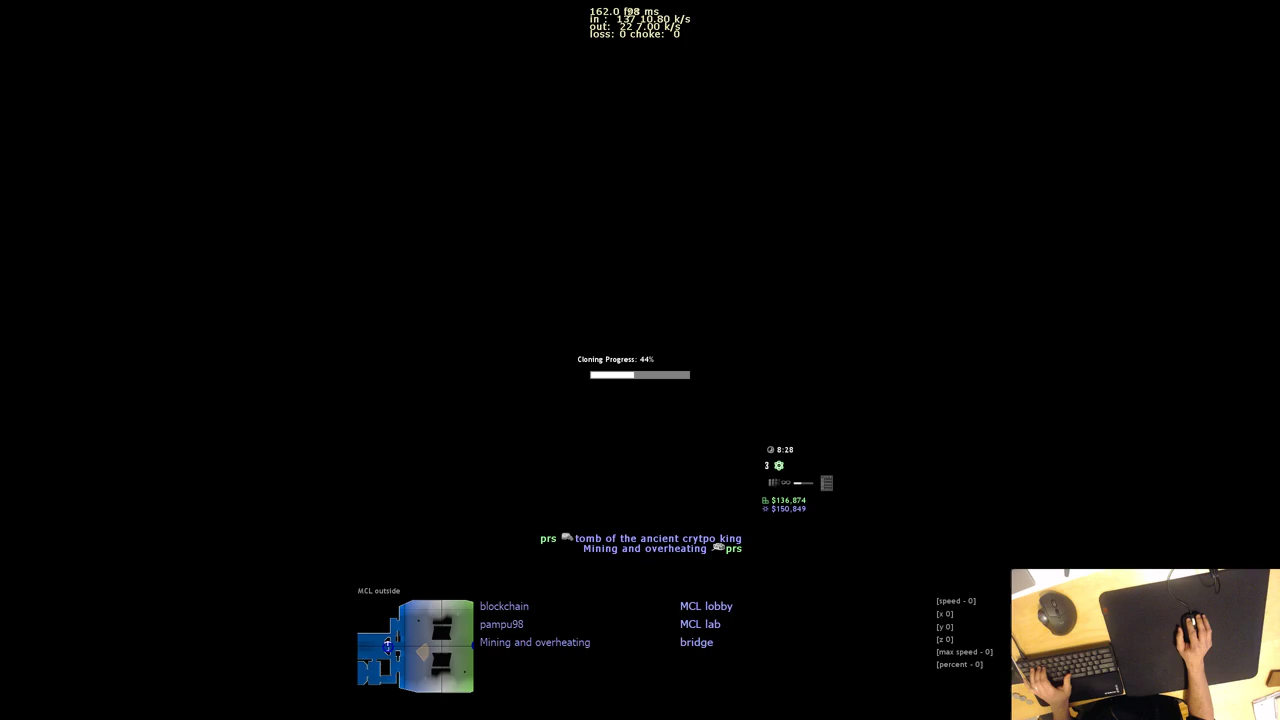 162.0 fps 98 ms
in : 137 10.80 k/s
out: 22 7.00 k/s
loss: 0 choke: 0
Cloning Progress: 44%
8:28
3
$136,874
$150,849
prs tomb of the ancient crytpo king
Mining and overheating prs
MCL outside
blockchain MCL lobby
pampu98 MCL lab
Mining and overheating bridge
[speed - 0]
[x 0]
[y 0]
[z 0]
[max speed - 0]
[percent - 0]